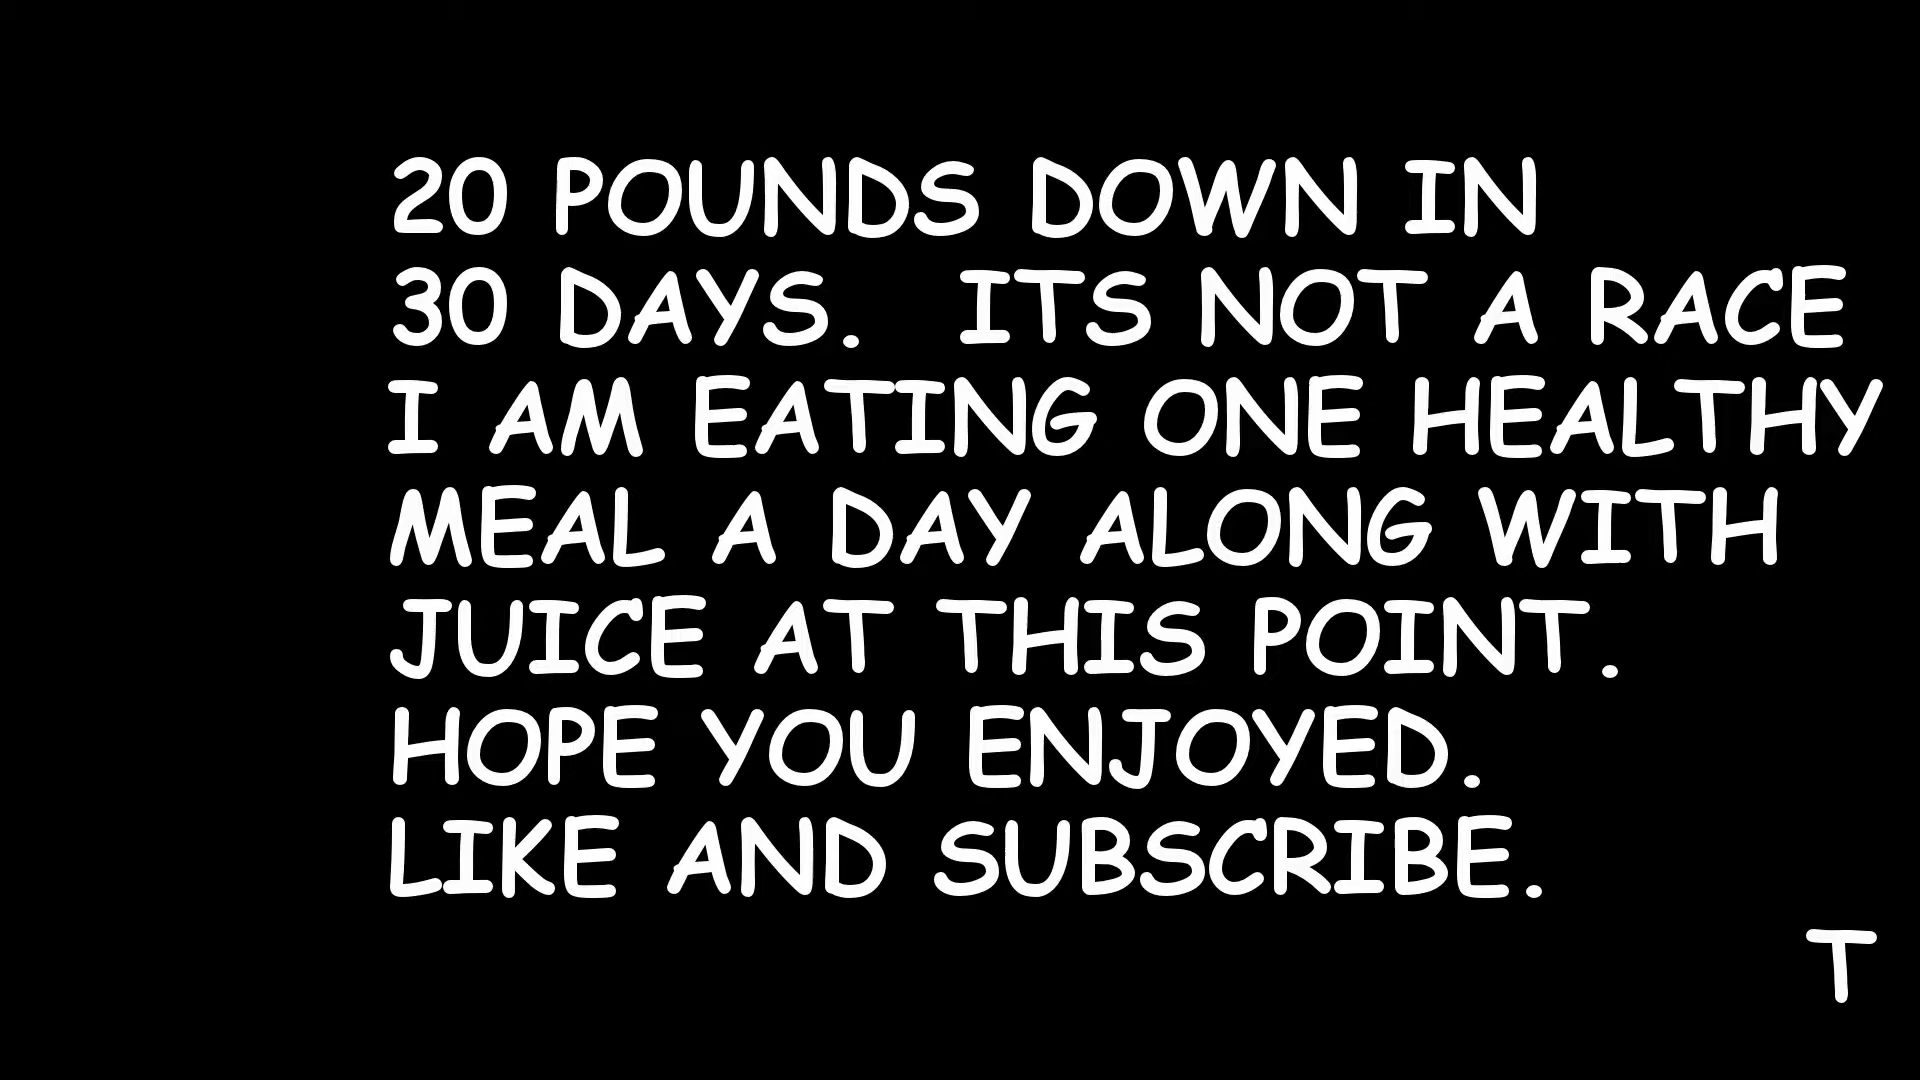 20 POUNDS DOWN IN
30 DAYS.  ITS NOT A RACE
I AM EATING ONE HEALTHY
MEAL A DAY ALONG WITH
JUICE AT THIS POINT.
HOPE YOU ENJOYED.
LIKE AND SUBSCRIBE.
T